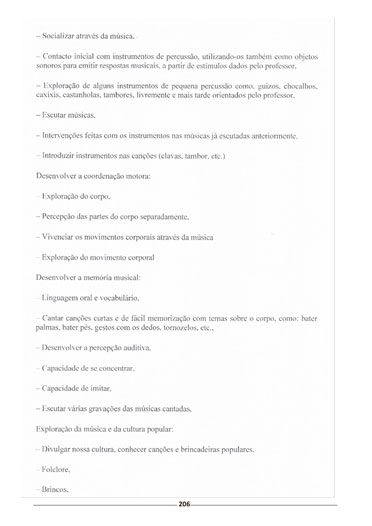 – Socializar através da música,
– Contacto inicial com instrumentos de percussão, utilizando-os também como objetos
sonoros para emitir respostas musicais, a partir de estímulos dados pelo professor,
– Exploração de alguns instrumentos de pequena percussão como, guizos, chocalhos,
caxixis, castanholas, tambores, livremente e mais tarde orientados pelo professor,
– Escutar músicas,
– Intervenções feitas com os instrumentos nas músicas já escutadas anteriormente,
– Introduzir instrumentos nas canções (clavas, tambor, etc.)
Desenvolver a coordenação motora:
– Exploração do corpo,
– Percepção das partes do corpo separadamente,
– Vivenciar os movimentos corporais através da música
– Exploração do movimento corporal
Desenvolver a memória musical:
– Linguagem oral e vocabulário,
– Cantar canções curtas e de fácil memorização com temas sobre o corpo, como: bater
palmas, bater pés, gestos com os dedos, tornozelos, etc.,
– Desenvolver a percepção auditiva,
– Capacidade de se concentrar,
– Capacidade de imitar,
– Escutar várias gravações das músicas cantadas,
Exploração da música e da cultura popular:
– Divulgar nossa cultura, conhecer canções e brincadeiras populares,
– Folclore,
– Brincos,
206